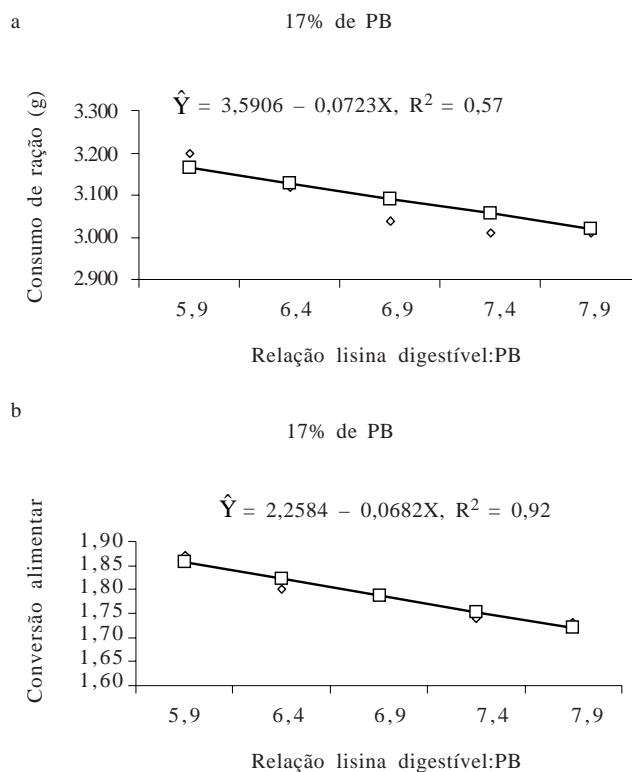 a
17% de PB
Ŷ = 3,5906 – 0,0723X, R² = 0,57
Consumo de ração (g)
3.300
3.200
3.100
3.000
2.900
5,9 6,4 6,9 7,4 7,9
Relação lisina digestível:PB
b
17% de PB
Ŷ = 2,2584 – 0,0682X, R² = 0,92
Conversão alimentar
1,90
1,85
1,80
1,75
1,70
1,65
1,60
5,9 6,4 6,9 7,4 7,9
Relação lisina digestível:PB